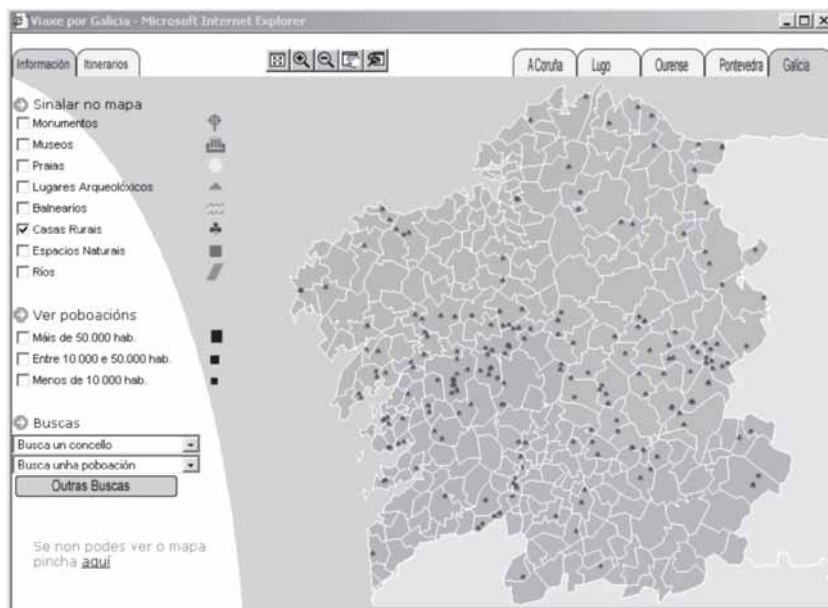 Viaxe por Galicia - Microsoft Internet Explorer
Información
Itinerarios
A Coruña
Lugo
Ourense
Pontevedra
Galicia
Sinalar no mapa
Monumentos
Museos
Praias
Lugares Arqueolóxicos
Balnearios
Casas Rurais
Espacios Naturais
Ríos
Ver poboacións
Máis de 50.000 hab.
Entre 10.000 e 50.000 hab.
Menos de 10.000 hab.
Buscas
Busca un concello
Busca unha poboación
Outras Buscas
Se non podes ver o mapa
pincha aquí